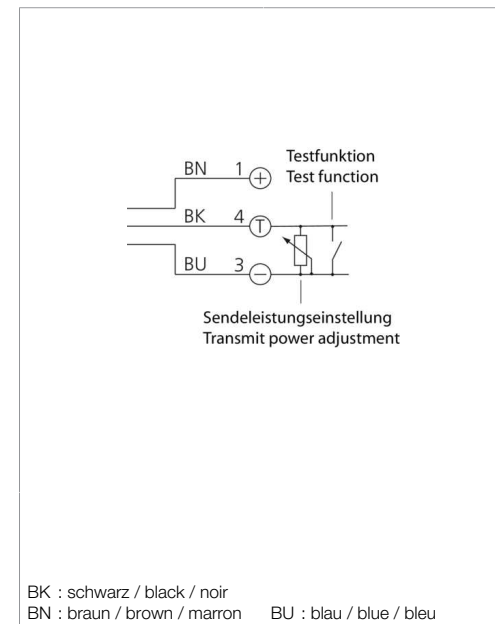 Testfunktion
Test function
BN 1 +
BK 4 T
BU 3 −
Sendeleistungseinstellung
Transmit power adjustment
BK : schwarz / black / noir
BN : braun / brown / marron BU : blau / blue / bleu